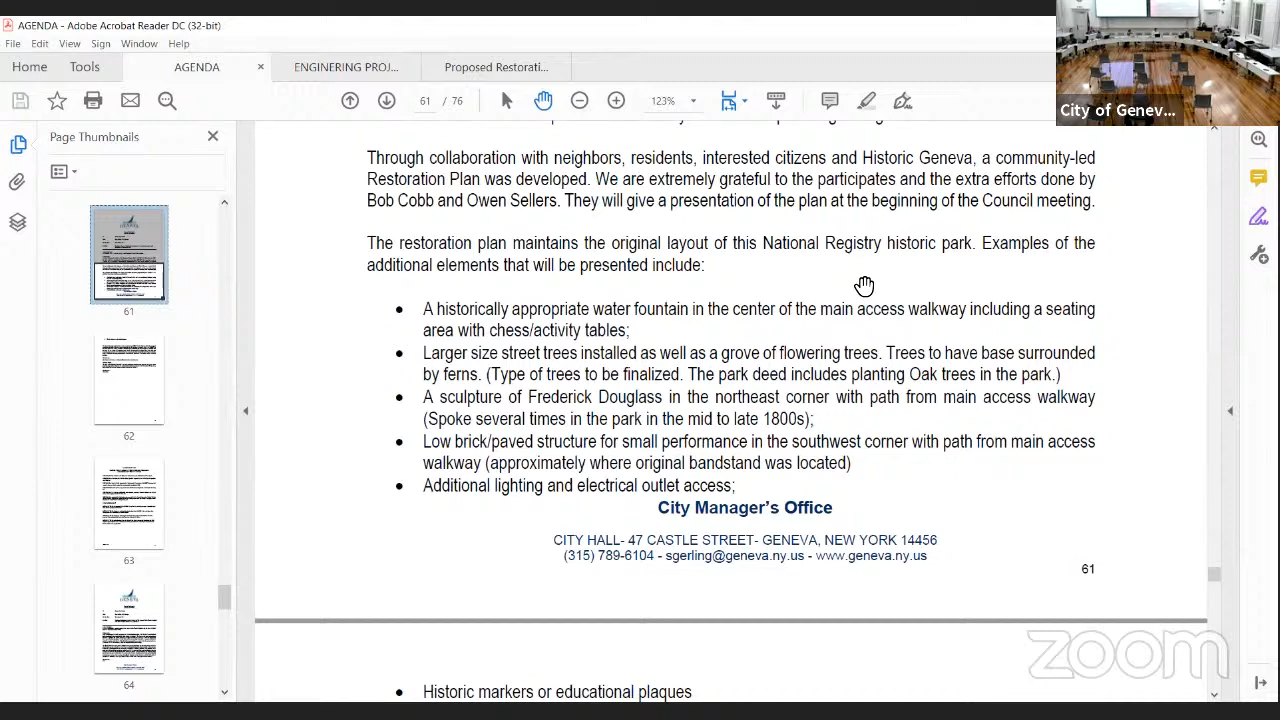 AGENDA - Adobe Acrobat Reader DC (32-bit)
File Edit View Sign Window Help
Home Tools AGENDA × ENGINERING PROJ... Proposed Restorati...
61 / 76 123%
City of Genev...
Page Thumbnails
61
62
63
64
Through collaboration with neighbors, residents, interested citizens and Historic Geneva, a community-led
Restoration Plan was developed. We are extremely grateful to the participates and the extra efforts done by
Bob Cobb and Owen Sellers. They will give a presentation of the plan at the beginning of the Council meeting.
The restoration plan maintains the original layout of this National Registry historic park. Examples of the
additional elements that will be presented include:
• A historically appropriate water fountain in the center of the main access walkway including a seating
area with chess/activity tables;
• Larger size street trees installed as well as a grove of flowering trees. Trees to have base surrounded
by ferns. (Type of trees to be finalized. The park deed includes planting Oak trees in the park.)
• A sculpture of Frederick Douglass in the northeast corner with path from main access walkway
(Spoke several times in the park in the mid to late 1800s);
• Low brick/paved structure for small performance in the southwest corner with path from main access
walkway (approximately where original bandstand was located)
• Additional lighting and electrical outlet access;
City Manager's Office
CITY HALL- 47 CASTLE STREET- GENEVA, NEW YORK 14456
(315) 789-6104 - sgerling@geneva.ny.us - www.geneva.ny.us
61
zoom
• Historic markers or educational plaques